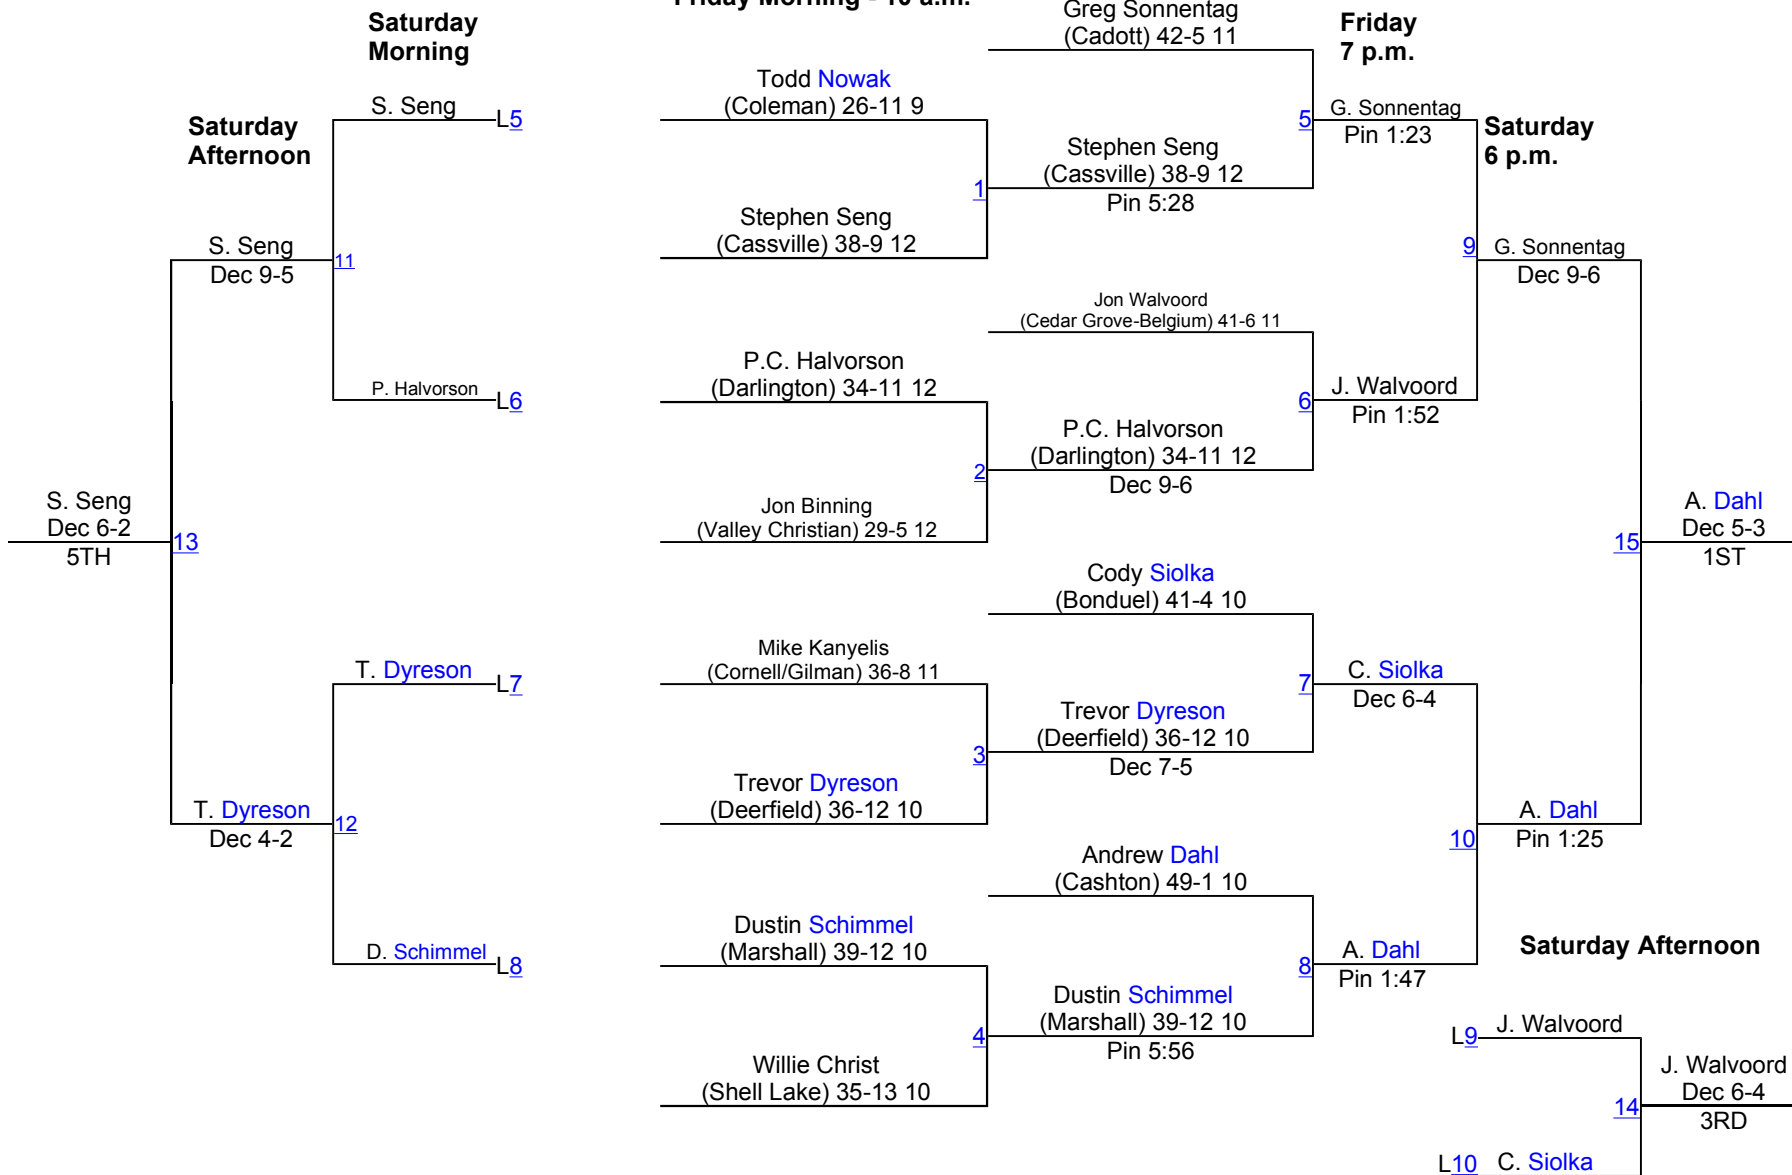 Friday Morning - 10 a.m.
Saturday
Morning
Saturday
Afternoon
S. Seng
L5
S. Seng
Dec 9-5
11
P. Halvorson
L6
S. Seng
Dec 6-2
5TH
13
T. Dyreson
L7
T. Dyreson
Dec 4-2
12
D. Schimmel
L8
Todd Nowak
(Coleman) 26-11 9
Stephen Seng
(Cassville) 38-9 12
1
P.C. Halvorson
(Darlington) 34-11 12
Jon Binning
(Valley Christian) 29-5 12
2
Mike Kanyelis
(Cornell/Gilman) 36-8 11
Trevor Dyreson
(Deerfield) 36-12 10
3
Dustin Schimmel
(Marshall) 39-12 10
Willie Christ
(Shell Lake) 35-13 10
4
Greg Sonnentag
(Cadott) 42-5 11
Stephen Seng
(Cassville) 38-9 12
Pin 5:28
5
Jon Walvoord
(Cedar Grove-Belgium) 41-6 11
P.C. Halvorson
(Darlington) 34-11 12
Dec 9-6
6
Cody Siolka
(Bonduel) 41-4 10
Trevor Dyreson
(Deerfield) 36-12 10
Dec 7-5
7
Andrew Dahl
(Cashton) 49-1 10
Dustin Schimmel
(Marshall) 39-12 10
Pin 5:56
8
Friday
7 p.m.
G. Sonnentag
Pin 1:23
J. Walvoord
Pin 1:52
9
C. Siolka
Dec 6-4
A. Dahl
Pin 1:47
10
Saturday
6 p.m.
G. Sonnentag
Dec 9-6
A. Dahl
Pin 1:25
15
A. Dahl
Dec 5-3
1ST
Saturday Afternoon
L9
J. Walvoord
L10
C. Siolka
14
J. Walvoord
Dec 6-4
3RD